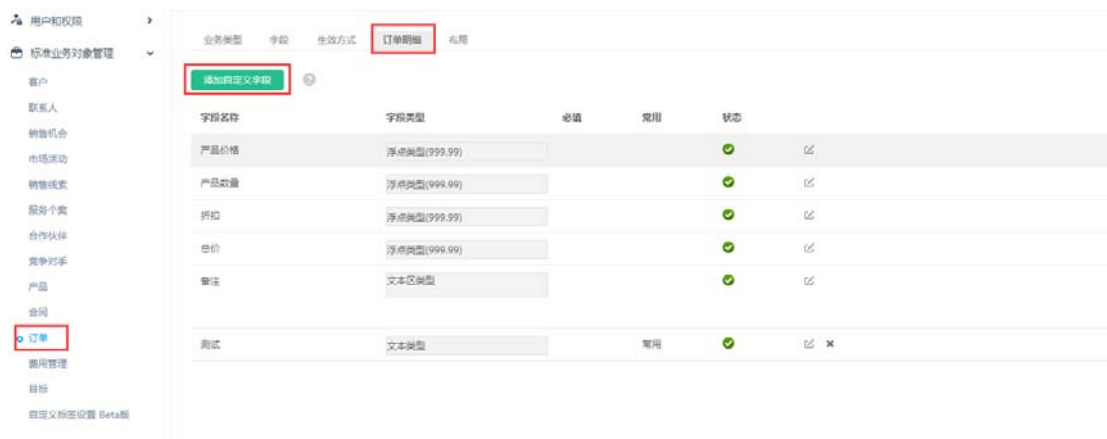 用户和权限
标准业务对象管理
客户
联系人
销售机会
市场活动
销售线索
服务个案
合作伙伴
竞争对手
产品
合同
订单
费用管理
目标
自定义标签设置 Beta版
业务类型 字段 生效方式 订单明细 布局
添加自定义字段
字段名称 字段类型 必填 常用 状态
产品价格 浮点类型(999.99)
产品数量 浮点类型(999.99)
折扣 浮点类型(999.99)
总价 浮点类型(999.99)
备注 文本区类型
测试 文本类型 常用